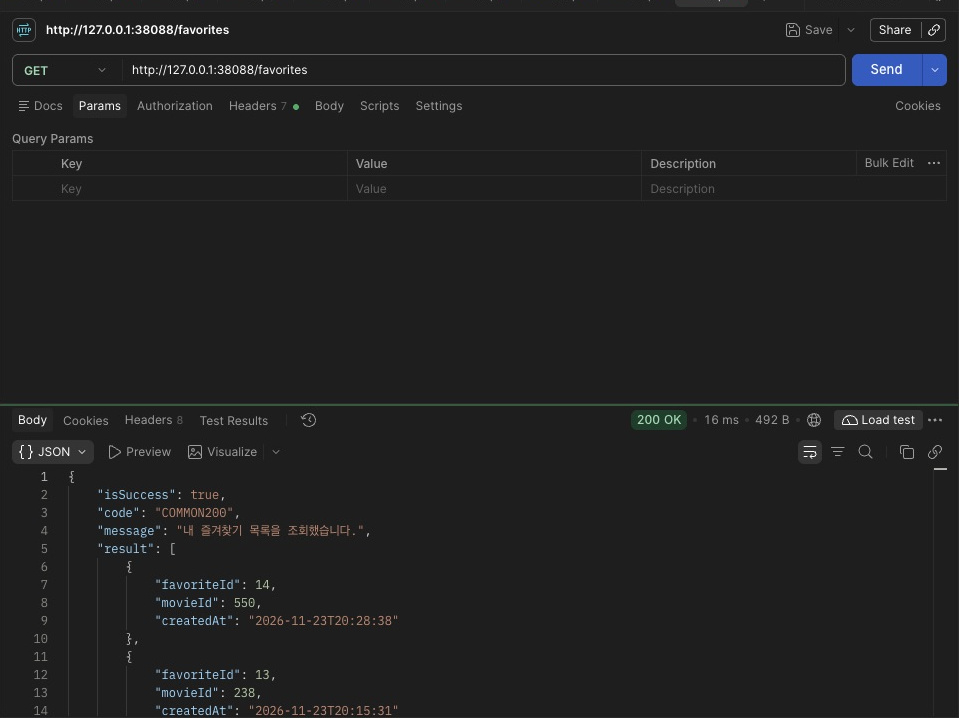 HTTP http://127.0.0.1:38088/favorites Save Share
GET http://127.0.0.1:38088/favorites Send
Docs Params Authorization Headers 7 Body Scripts Settings Cookies
Query Params
Key Value Description Bulk Edit
Key Value Description
Body Cookies Headers 8 Test Results 200 OK 16 ms 492 B Load test
{} JSON Preview Visualize
1 {
2 "isSuccess": true,
3 "code": "COMMON200",
4 "message": "내 즐겨찾기 목록을 조회했습니다.",
5 "result": [
6 {
7 "favoriteId": 14,
8 "movieId": 550,
9 "createdAt": "2026-11-23T20:28:38"
10 },
11 {
12 "favoriteId": 13,
13 "movieId": 238,
14 "createdAt": "2026-11-23T20:15:31"